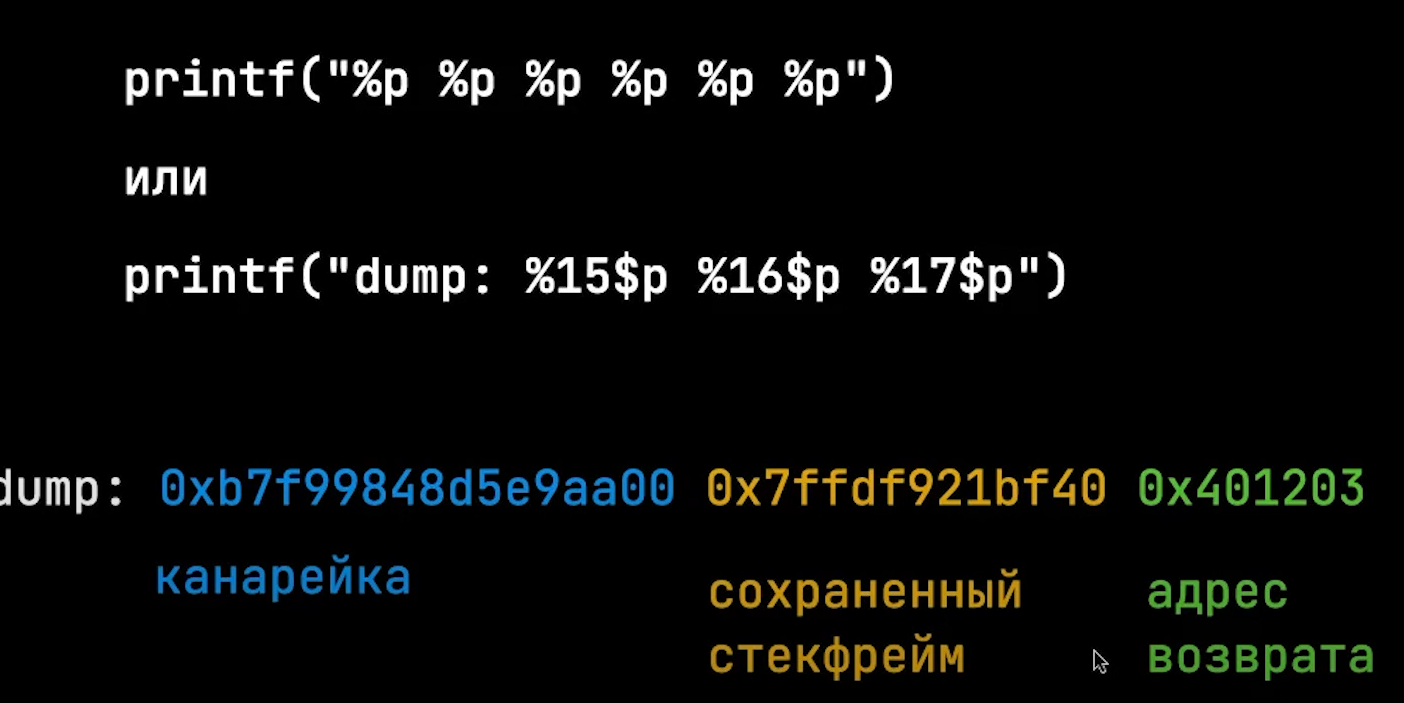 printf("%p %p %p %p %p %p")
или
printf("dump: %15$p %16$p %17$p")
dump: 0xb7f99848d5e9aa00 0x7ffdf921bf40 0x401203
канарейка
сохраненный адрес
стекфрейм возврата